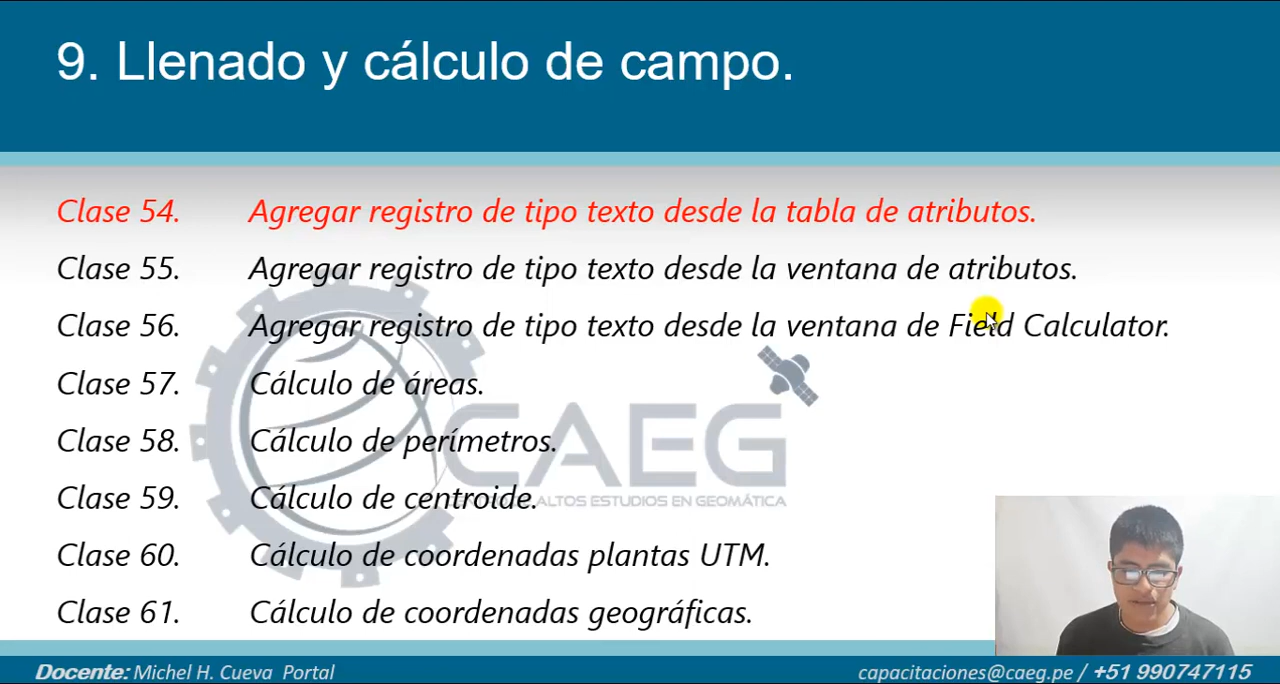 9. Llenado y cálculo de campo.
Clase 54. Agregar registro de tipo texto desde la tabla de atributos.
Clase 55. Agregar registro de tipo texto desde la ventana de atributos.
Clase 56. Agregar registro de tipo texto desde la ventana de Field Calculator.
Clase 57. Cálculo de áreas.
Clase 58. Cálculo de perímetros.
CAEG
Clase 59. Cálculo de centroide.
ALTOS ESTUDIOS EN GEOMÁTICA
Clase 60. Cálculo de coordenadas plantas UTM.
Clase 61. Cálculo de coordenadas geográficas.
Docente: Michel H. Cueva Portal
capacitaciones@caeg.pe / +51 990747115